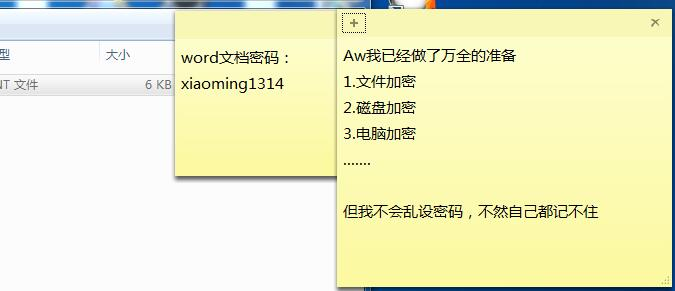 型
大小
NT 文件
6 KB
word文档密码：
xiaoming1314
Aw我已经做了万全的准备
1.文件加密
2.磁盘加密
3.电脑加密
.......
但我不会乱设密码，不然自己都记不住